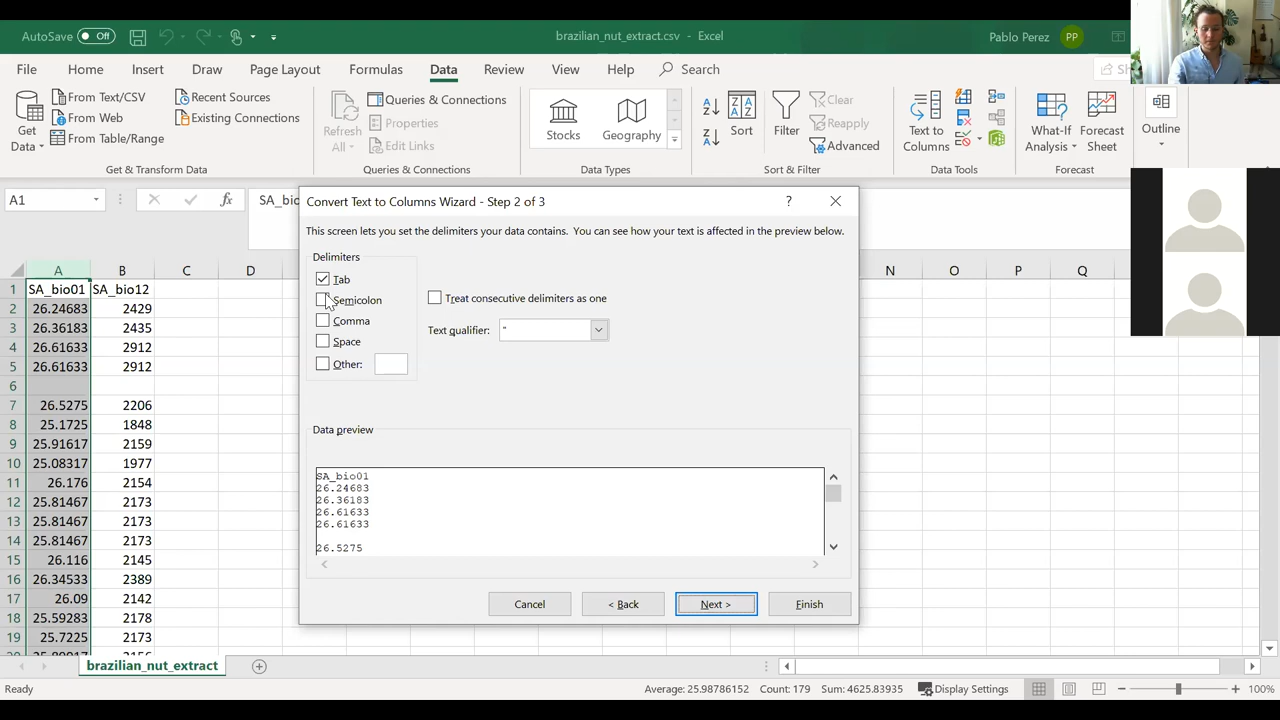 AutoSave Off
brazilian_nut_extract.csv - Excel
Pablo Perez PP
File Home Insert Draw Page Layout Formulas Data Review View Help Search
Get Data
From Text/CSV
From Web
From Table/Range
Recent Sources
Existing Connections
Get & Transform Data
Refresh All
Queries & Connections
Properties
Edit Links
Queries & Connections
Stocks Geography
Data Types
Sort
Filter
Clear
Reapply
Advanced
Sort & Filter
Text to Columns
Data Tools
What-If Analysis
Forecast Sheet
Forecast
Outline
A1 fx
Convert Text to Columns Wizard - Step 2 of 3 ?
This screen lets you set the delimiters your data contains. You can see how your text is affected in the preview below.
Delimiters
Tab
Semicolon
Comma
Space
Other:
Treat consecutive delimiters as one
Text qualifier: "
Data preview
SA_bio01
26.24683
26.36183
26.61633
26.61633
26.5275
Cancel < Back Next > Finish
A B C D N O P Q
1 SA_bio01 SA_bio12
2 26.24683 2429
3 26.36183 2435
4 26.61633 2912
5 26.61633 2912
6
7 26.5275 2206
8 25.1725 1848
9 25.91617 2159
10 25.08317 1977
11 26.176 2154
12 25.81467 2173
13 25.81467 2173
14 25.81467 2173
15 26.116 2145
16 26.34533 2389
17 26.09 2142
18 25.59283 2178
19 25.7225 2173
brazilian_nut_extract
Ready
Average: 25.98786152 Count: 179 Sum: 4625.83935 Display Settings 100%